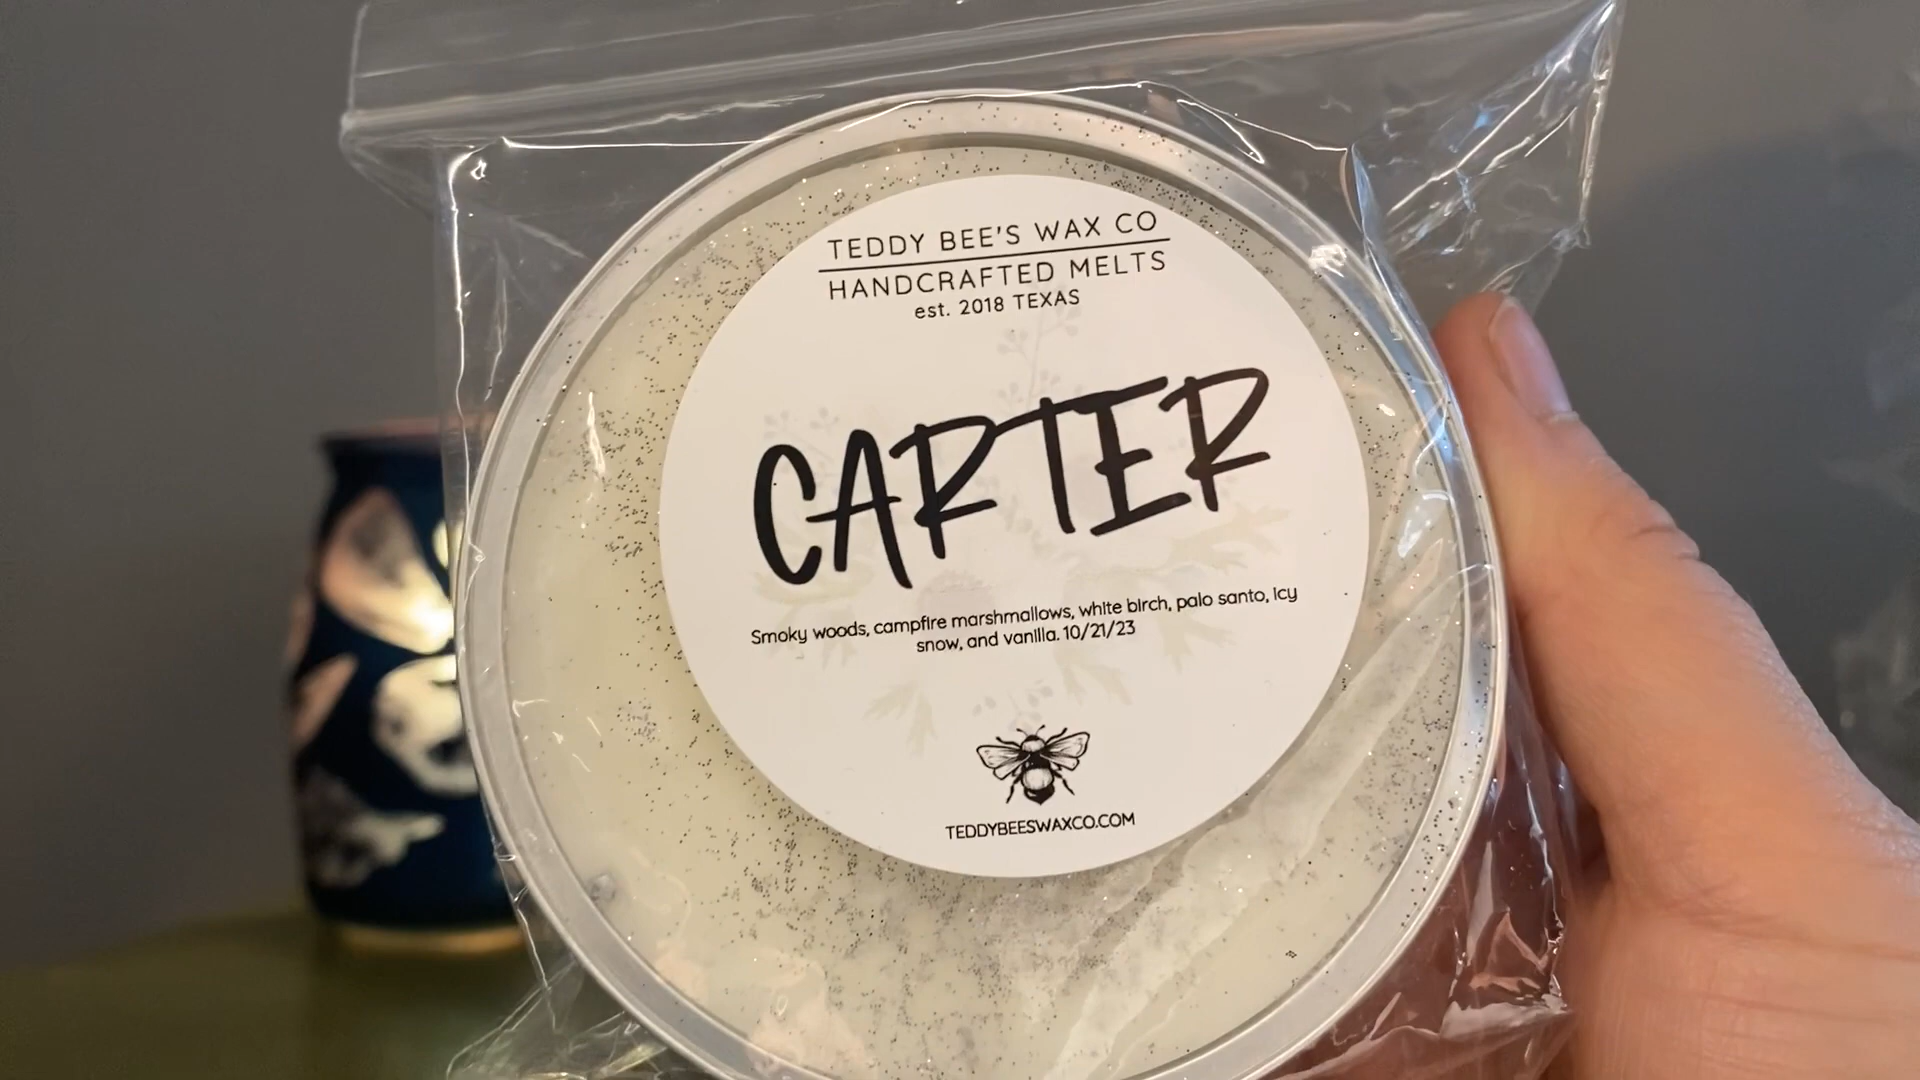 TEDDY BEE'S WAX CO
HANDCRAFTED MELTS
est. 2018 TEXAS
CARTER
Smoky woods, campfire marshmallows, white birch, palo santo, icy
snow, and vanilla. 10/21/23
TEDDYBEESWAXCO.COM